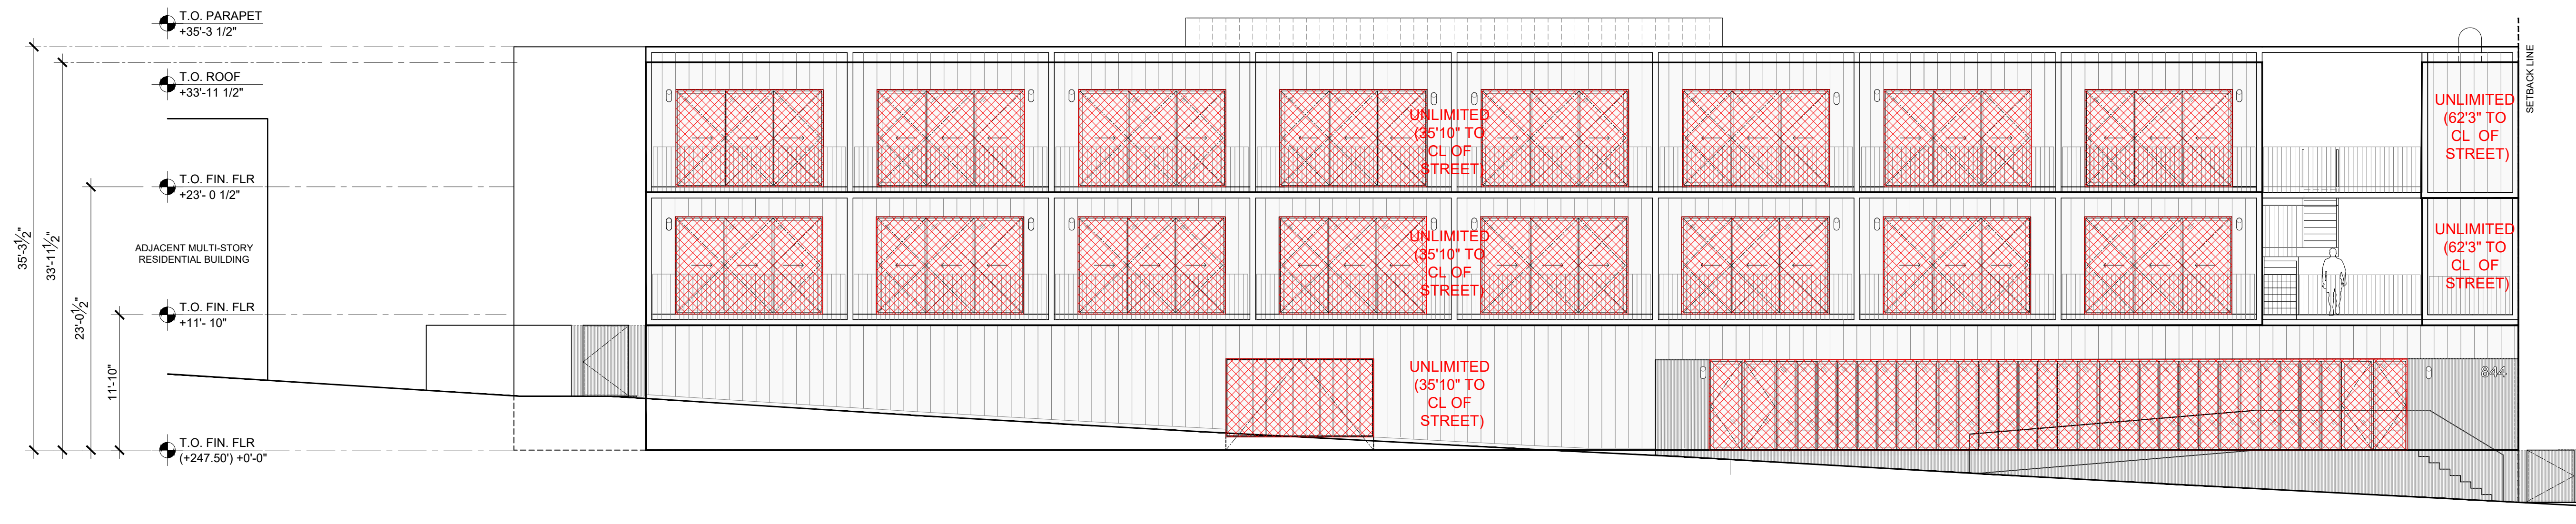 T.O. PARAPET
+35'-3 1/2"
T.O. ROOF
+33'-11 1/2"
T.O. FIN. FLR
+23'- 0 1/2"
ADJACENT MULTI-STORY
RESIDENTIAL BUILDING
T.O. FIN. FLR
+11'- 10"
T.O. FIN. FLR
(+247.50') +0'-0"
35'-3½"
33'-11½"
23'-0½"
11'-10"
UNLIMITED
(35'10" TO
CL OF
STREET)
UNLIMITED
(62'3" TO
CL OF
STREET)
SETBACK LINE
UNLIMITED
(35'10" TO
CL OF
STREET)
UNLIMITED
(62'3" TO
CL OF
STREET)
UNLIMITED
(35'10" TO
CL OF
STREET)
844